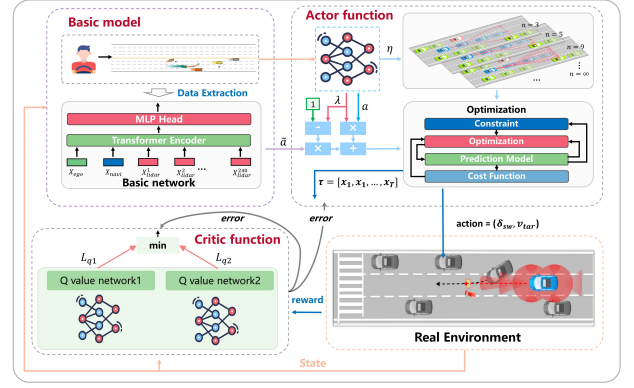 Basic model
Data Extraction
MLP Head
Transformer Encoder
X_ego X_navi X^1_lidar X^2_lidar ... X^240_lidar
Basic network
Actor function
η
1
λ
a
-
×
ã
×
+
n = 3
n = 5
n = 9
⋮
n = ∞
...
Optimization
Constraint
Optimization
Prediction Model
Cost Function
τ = [x_1, x_1, ..., x_T]
error
error
action = (δ_sw, v_tar)
Critic function
min
L_q1
L_q2
Q value network1
Q value network2
reward
Real Environment
State